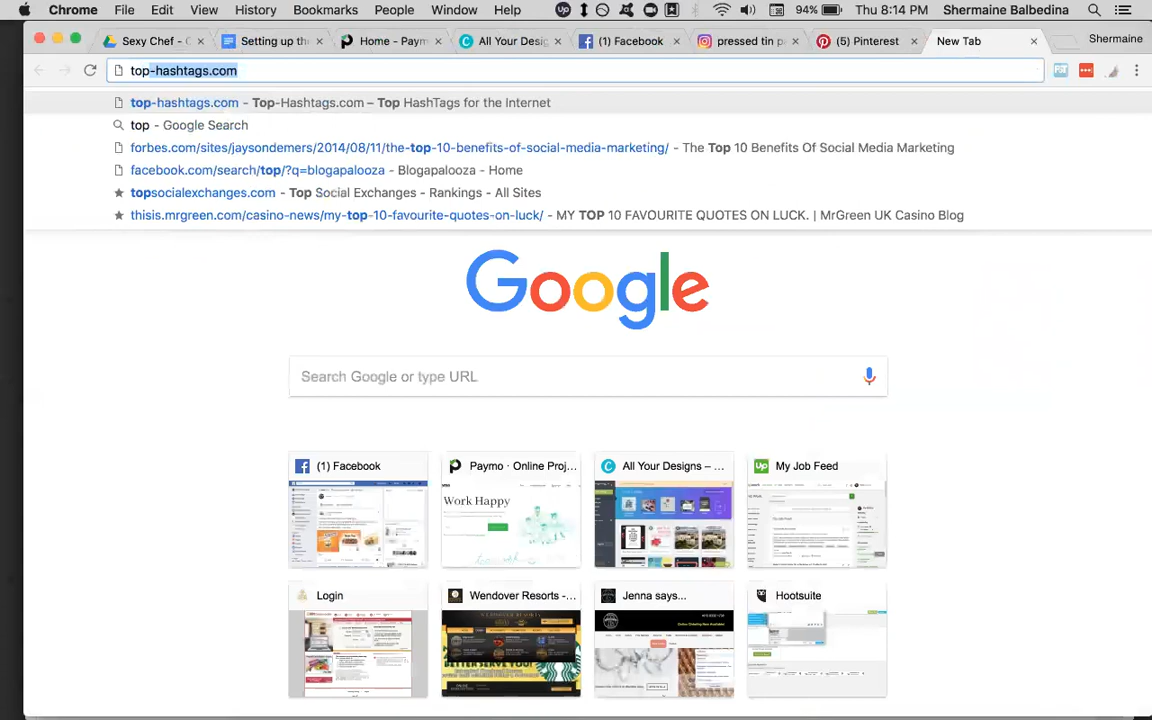 Chrome File Edit View History Bookmarks People Window Help 94% Thu 8:14 PM Shermaine Balbedina
Sexy Chef - C Setting up th Home - Paym All Your Desig (1) Facebook pressed tin p (5) Pinterest New Tab Shermaine
top-hashtags.com
top-hashtags.com - Top-Hashtags.com – Top HashTags for the Internet
top - Google Search
forbes.com/sites/jaysondemers/2014/08/11/the-top-10-benefits-of-social-media-marketing/ - The Top 10 Benefits Of Social Media Marketing
facebook.com/search/top/?q=blogapalooza - Blogapalooza - Home
topsocialexchanges.com - Top Social Exchanges - Rankings - All Sites
thisis.mrgreen.com/casino-news/my-top-10-favourite-quotes-on-luck/ - MY TOP 10 FAVOURITE QUOTES ON LUCK. | MrGreen UK Casino Blog
Google
Search Google or type URL
(1) Facebook Paymo · Online Proj... All Your Designs – ... My Job Feed
Work Happy
Login Wendover Resorts -... Jenna says... Hootsuite
BETTER SERVE YOU!